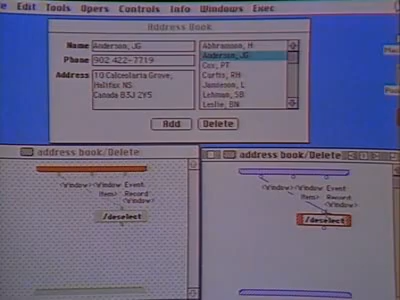 Edit Tools Opers Controls Info Windows Exec
Address Book
Name Anderson, JG
Phone 902 422-7719
Address 10 Calceolaria Grove,
Halifax NS
Canada B3J 2Y5
Abhramson, H
Anderson, JG
Cox, PT
Curtis, RH
Jamieson, L
Lehman, SB
Leslie, BN
Add Delete
address book/Delete
<Window><Window Event
Item> Record
<Window>
/deselect
address book/Delete
<Window><Window Event
Item> Record
<Window>
/deselect